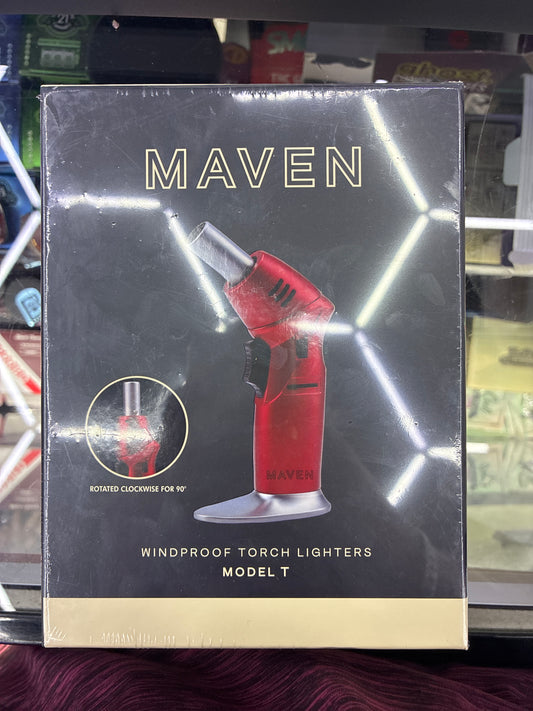 MAVEN
MAVEN
ROTATED CLOCKWISE FOR 90°
WINDPROOF TORCH LIGHTERS
MODEL T